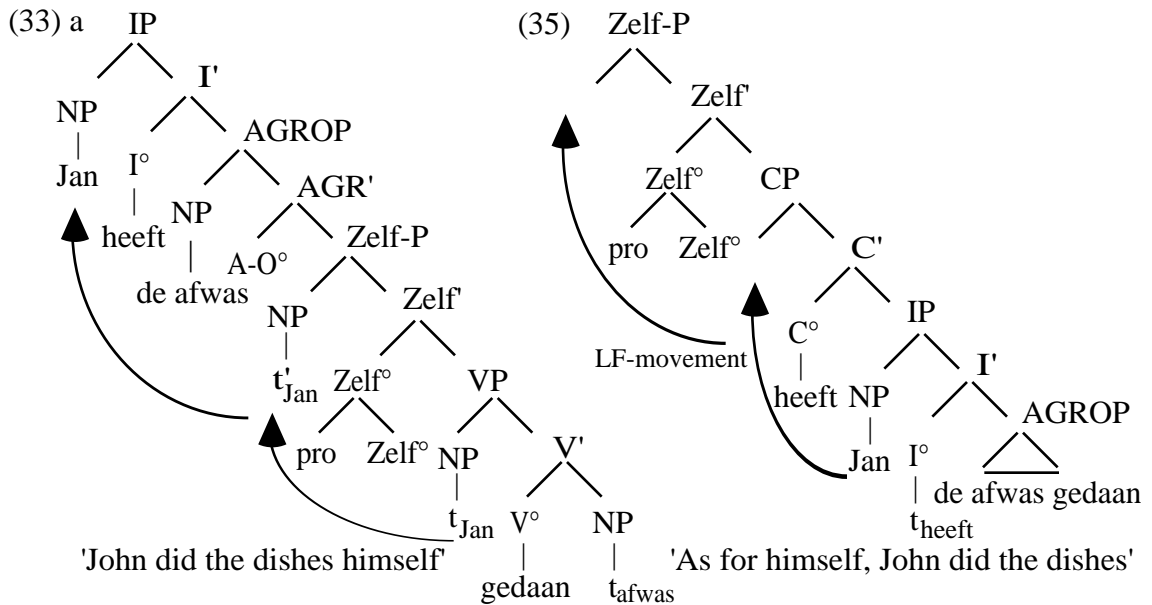 (33) a IP (35) Zelf-P
NP I' Zelf'
Jan I° AGROP Zelf° CP
heeft NP AGR' pro Zelf° C'
de afwas A-O° Zelf-P C° IP
NP Zelf' LF-movement
t'Jan Zelf° VP heeft NP I'
pro Zelf° NP V' Jan I° AGROP
tJan V° NP theeft de afwas gedaan
'John did the dishes himself' 'As for himself, John did the dishes'
gedaan tafwas